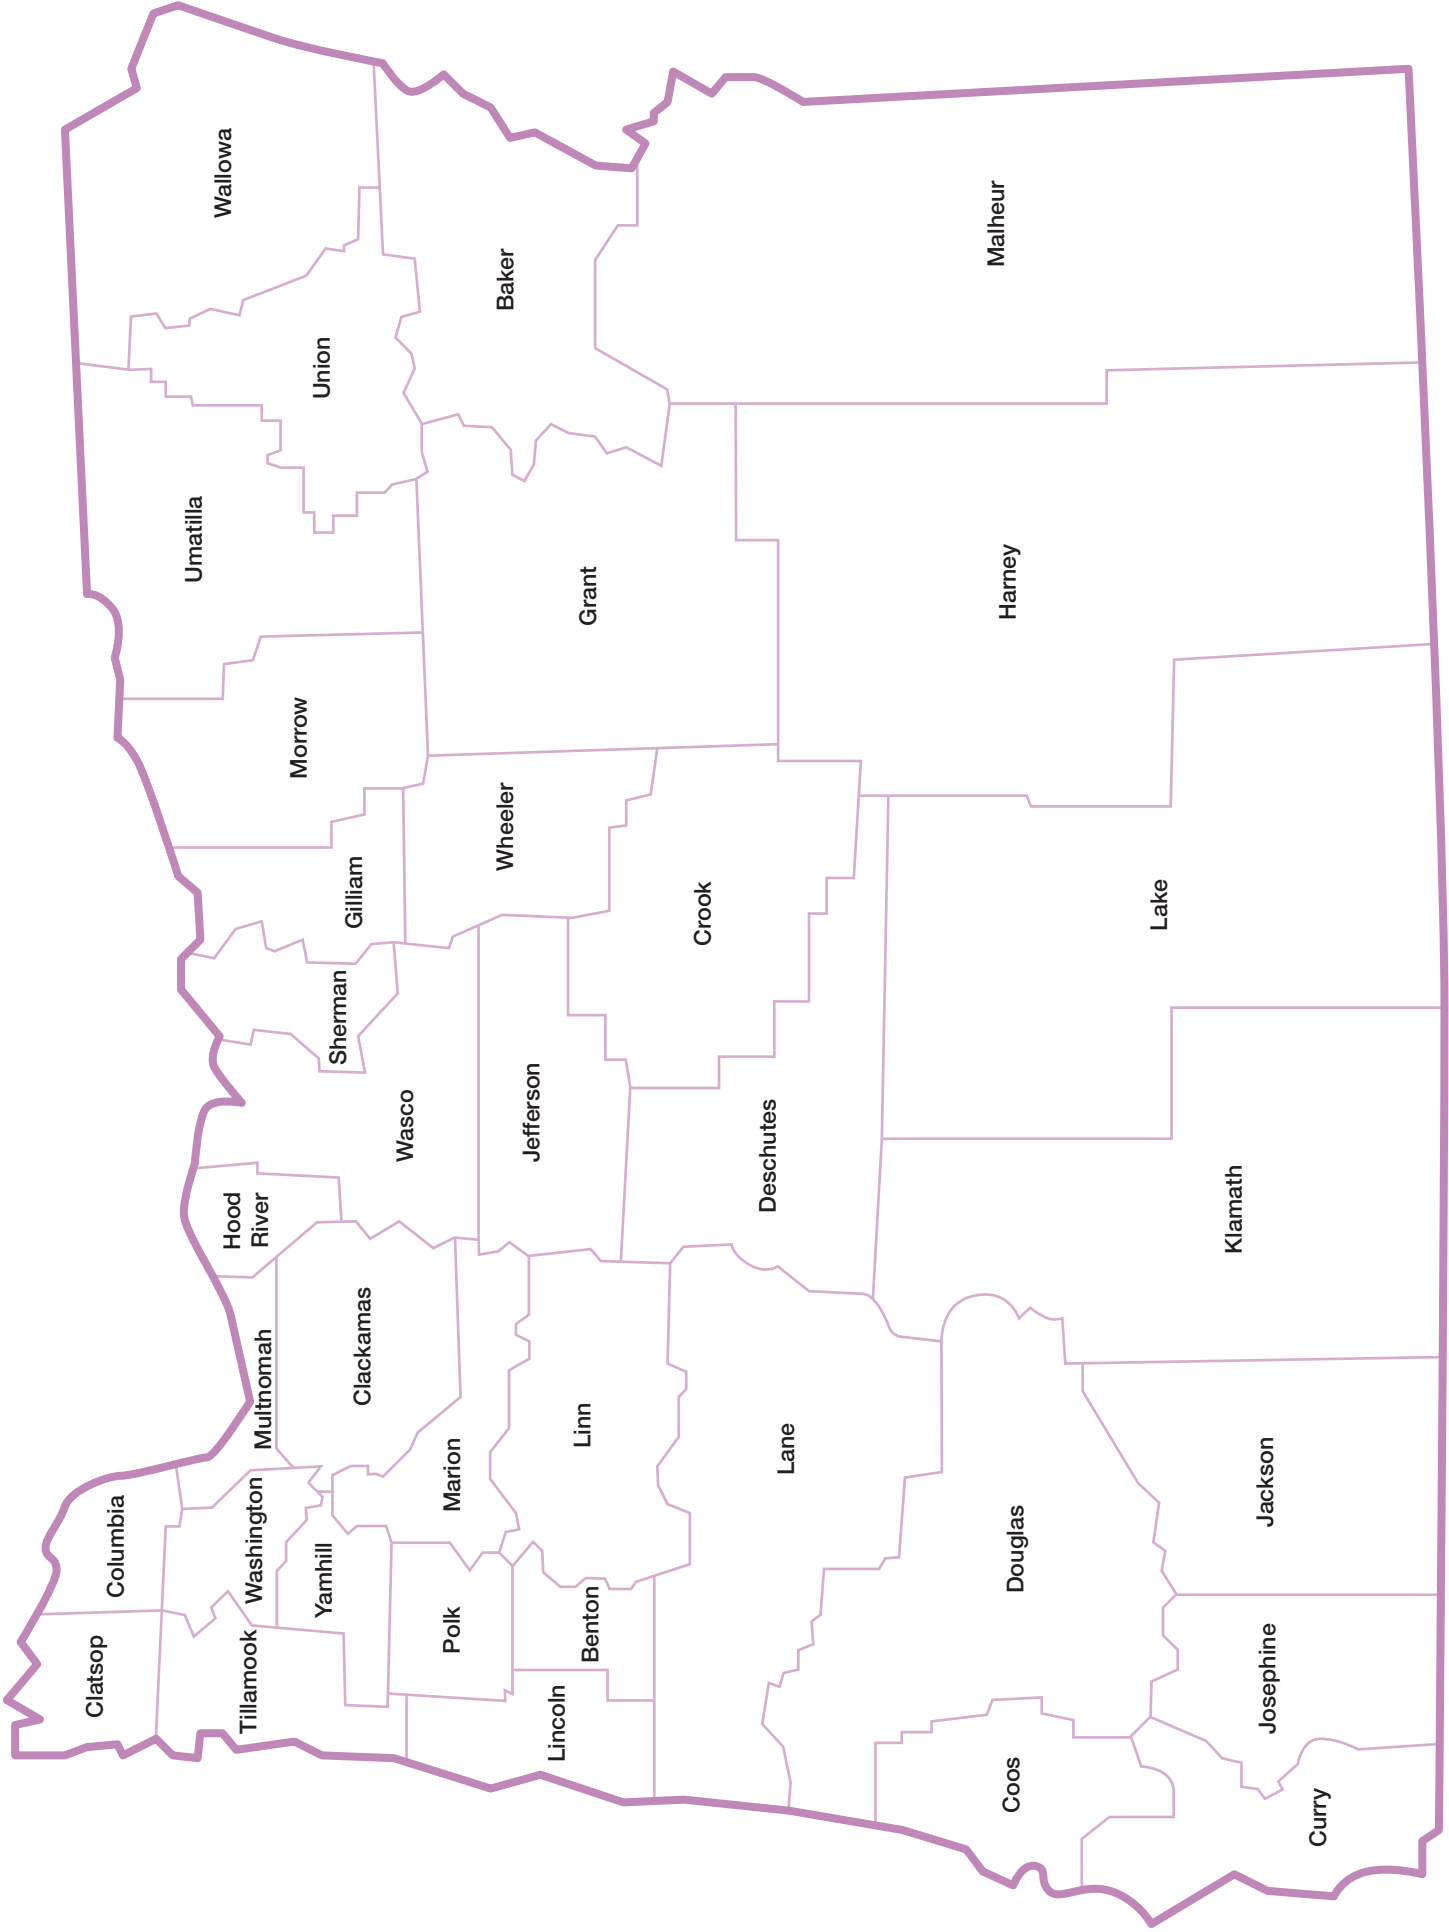 Clatsop
Columbia
Tillamook
Washington
Multnomah
Hood
River
Yamhill
Clackamas
Wasco
Sherman
Gilliam
Morrow
Umatilla
Union
Wallowa
Polk
Marion
Lincoln
Benton
Linn
Jefferson
Wheeler
Grant
Baker
Crook
Deschutes
Lane
Coos
Douglas
Curry
Josephine
Jackson
Klamath
Lake
Harney
Malheur